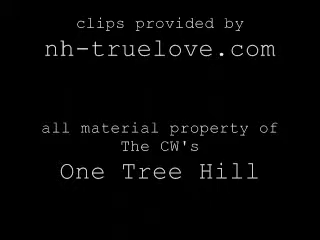 clips provided by
nh-truelove.com
all material property of
The CW's
One Tree Hill